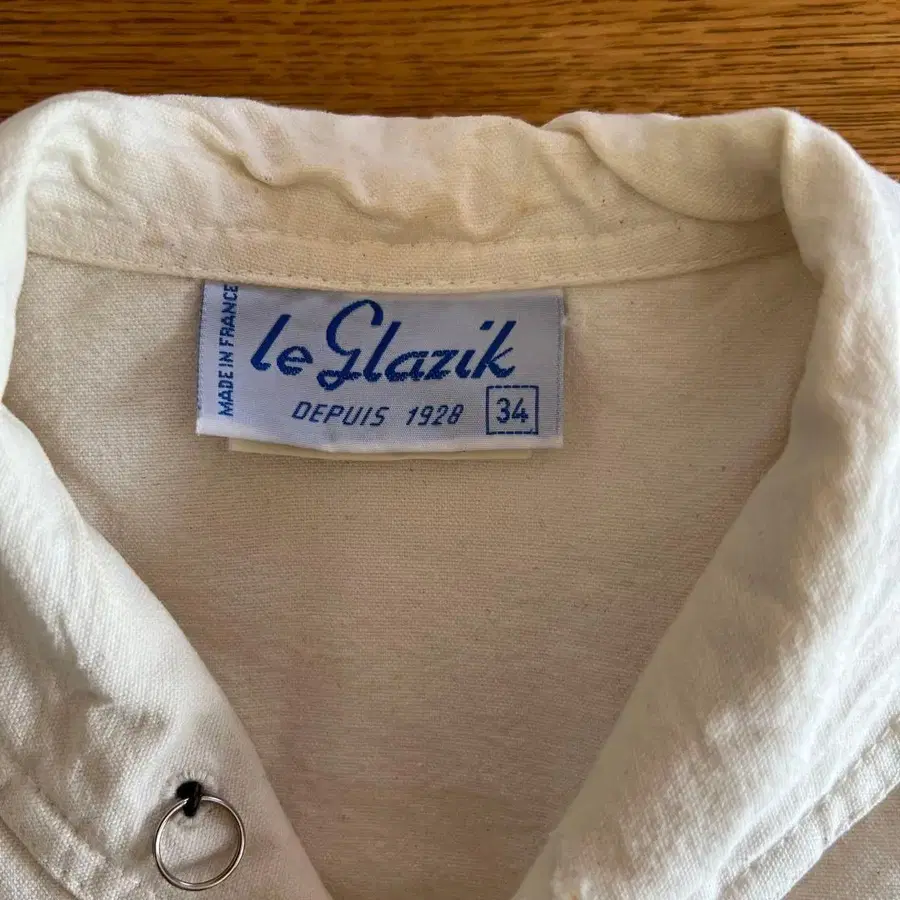 MADE IN FRANCE
le Glazik
DEPUIS 1928 34